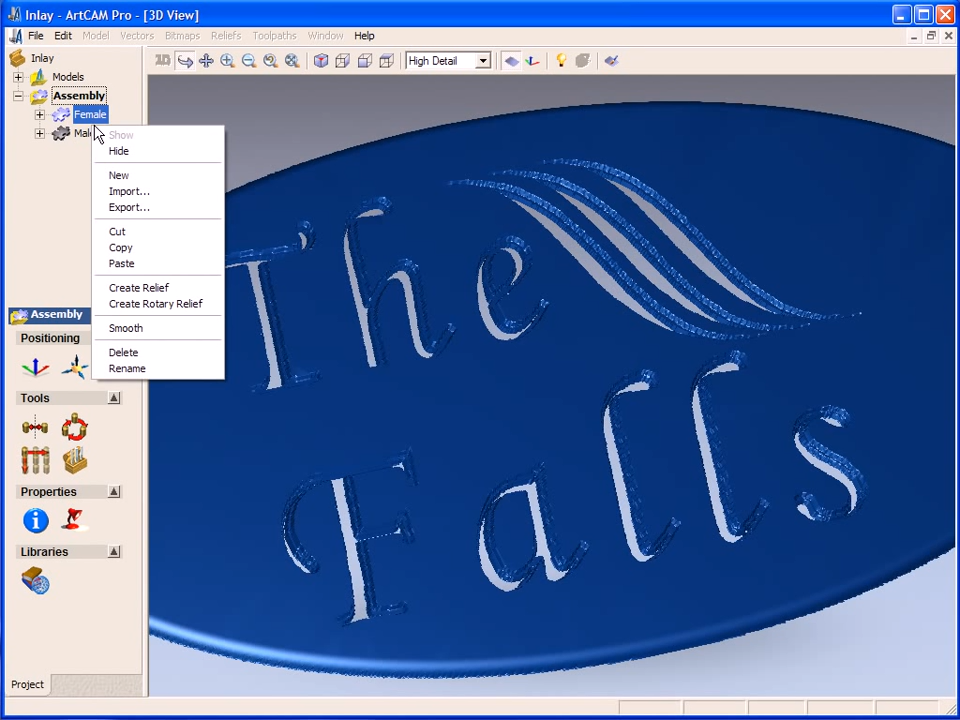 Inlay - ArtCAM Pro - [3D View]
File Edit Model Vectors Bitmaps Reliefs Toolpaths Window Help
Inlay
2D
High Detail
Models
Assembly
Female
Show
Hide
New
Import...
Export...
Cut
Copy
Paste
Create Relief
Create Rotary Relief
Smooth
Delete
Rename
Assembly
Positioning
Tools
Properties
Libraries
Project
The
Falls